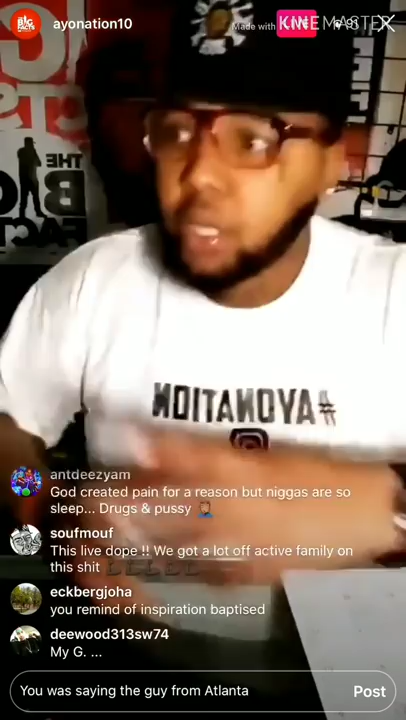 BIG
FACTS
ayonation10
Made with KINEMASTER
THE
#AYONATION
antdeezyam
God created pain for a reason but niggas are so
sleep... Drugs & pussy
soufmouf
This live dope !! We got a lot off active family on
this shit
eckbergjoha
you remind of inspiration baptised
deewood313sw74
My G. ...
You was saying the guy from Atlanta
Post